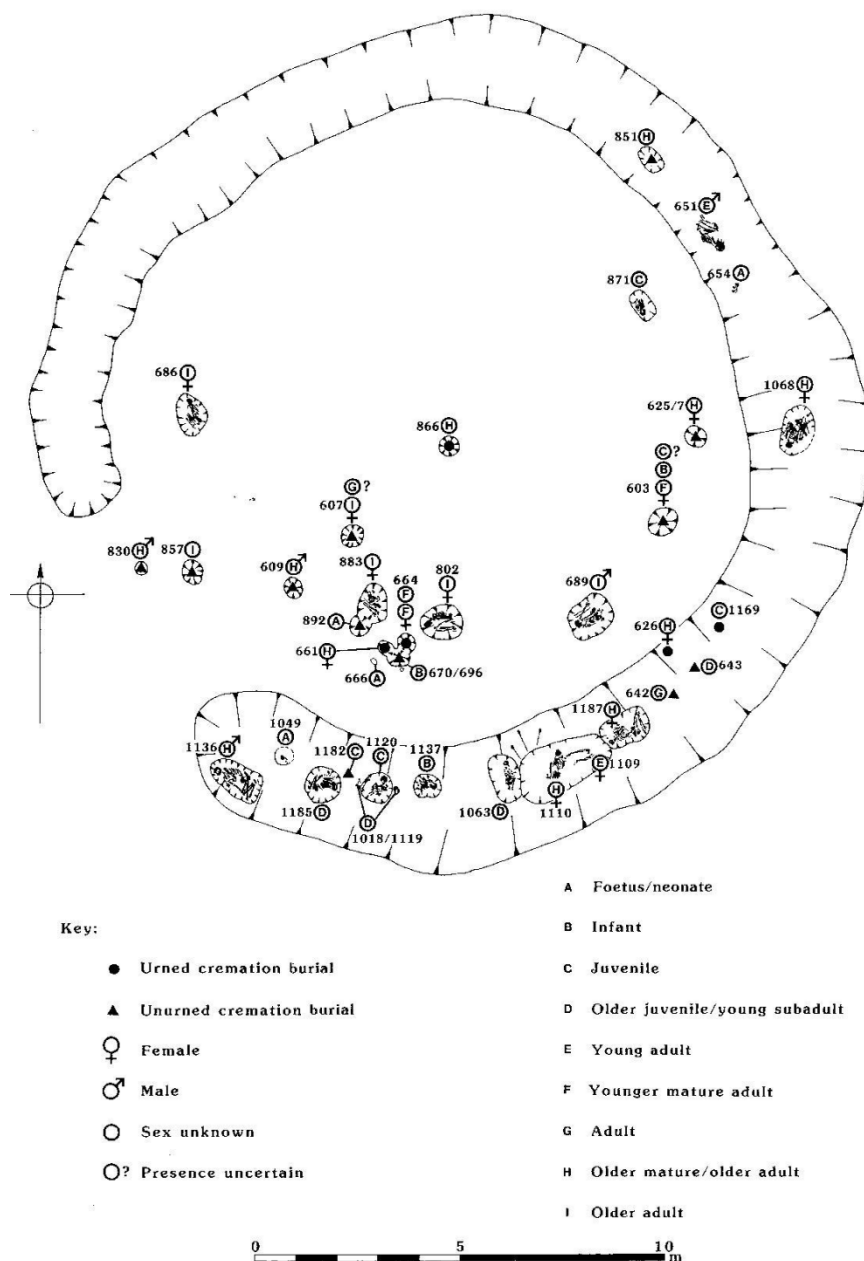 851 H
651 E
654 A
871 C
686 I
1068 H
625/7 H
866 H
C ?
B
603 F
G ?
607 I
830 H
857 I
609 H
883 I
664 F
F
802
I
689 I
C 1169
892 A
626 H
661 H
666 A
B 670/696
D 643
642 G
1187 H
1049
A
1136 H
1182 C
1120
C
1137
B
E 1109
H
1110
1185 D
D
1018/1119
1063 D
Key:
Urned cremation burial
Unurned cremation burial
♀ Female
♂ Male
Sex unknown
? Presence uncertain
A Foetus/neonate
B Infant
C Juvenile
D Older juvenile/young subadult
E Young adult
F Younger mature adult
G Adult
H Older mature/older adult
I Older adult
0 5 10
m